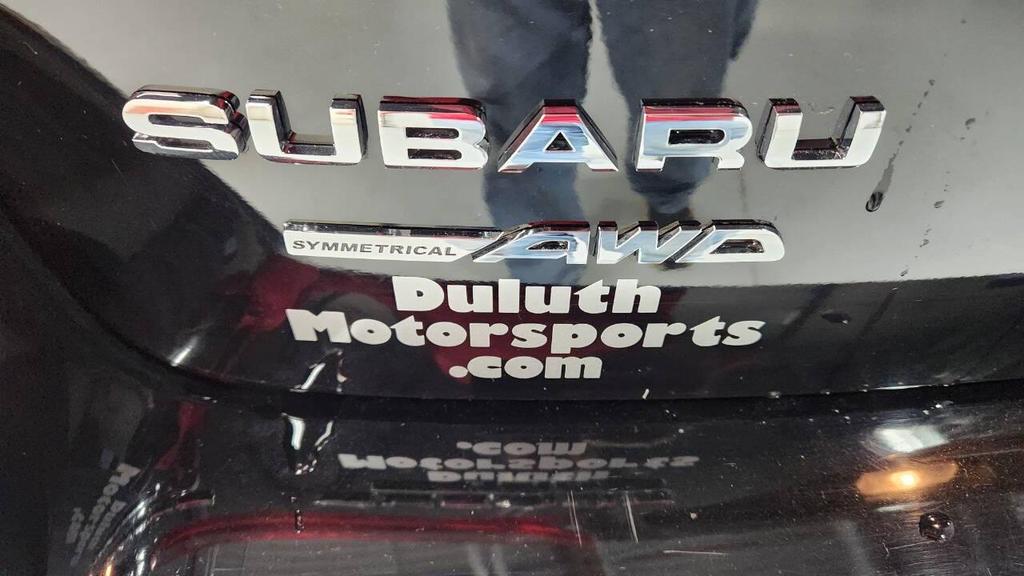 SUBARU
SYMMETRICAL AWD
Duluth
Motorsports
.com